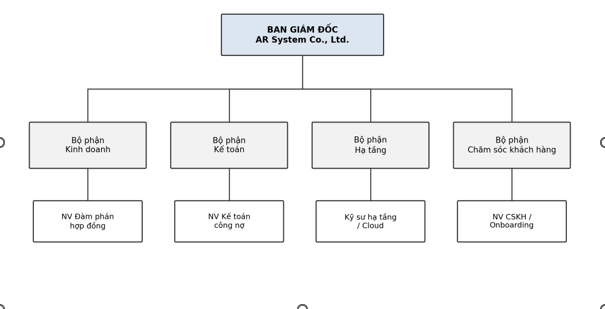 BAN GIÁM ĐỐC
AR System Co., Ltd.
Bộ phận
Kinh doanh
Bộ phận
Kế toán
Bộ phận
Hạ tầng
Bộ phận
Chăm sóc khách hàng
NV Đàm phán
hợp đồng
NV Kế toán
công nợ
Kỹ sư hạ tầng
/ Cloud
NV CSKH /
Onboarding